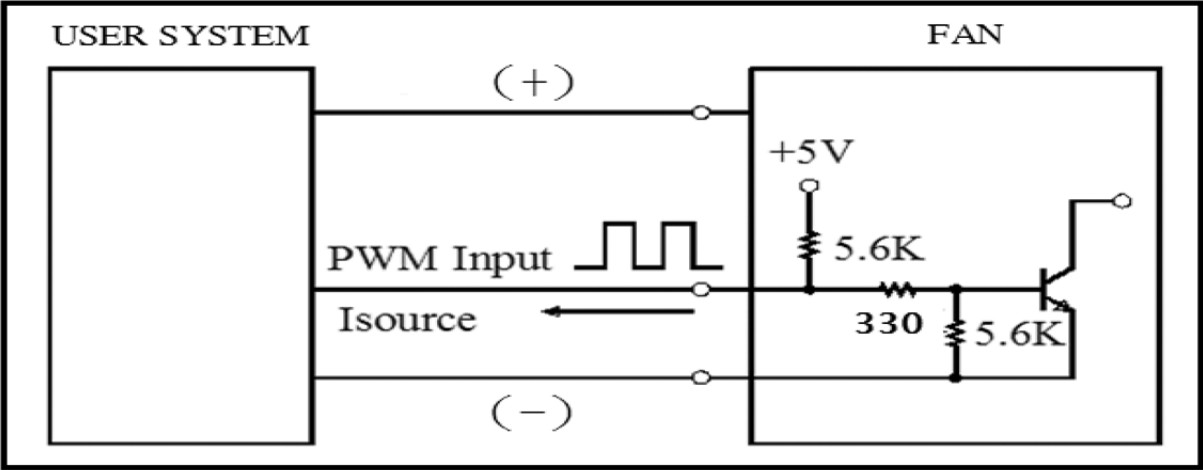 USER SYSTEM
FAN
(+)
+5V
5.6K
PWM Input
Isource
330
5.6K
(−)